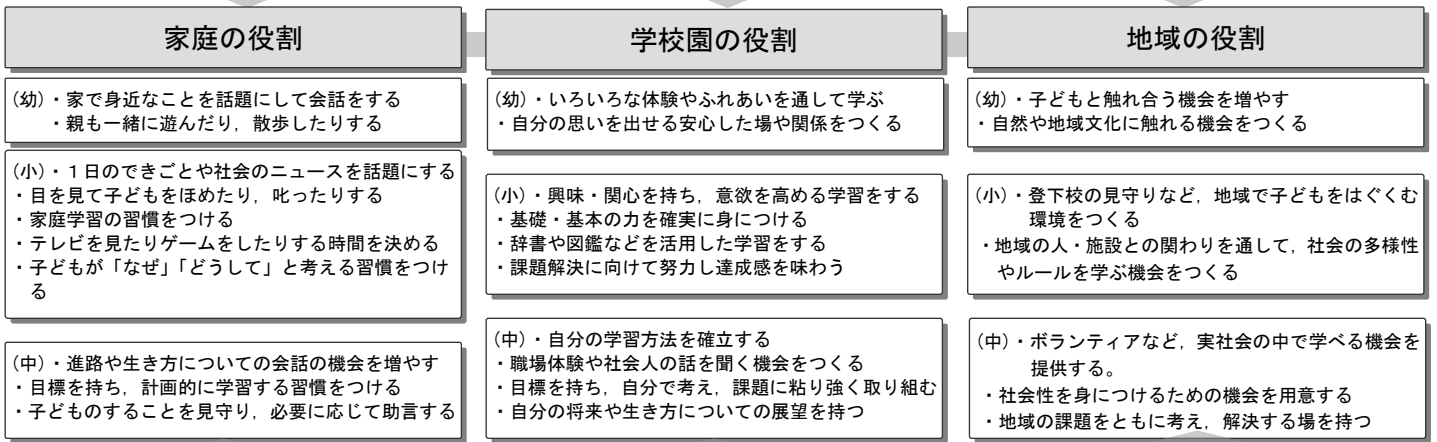 家庭の役割
(幼)・家で身近なことを話題にして会話をする
・親も一緒に遊んだり，散歩したりする
(小)・１日のできごとや社会のニュースを話題にする
・目を見て子どもをほめたり，叱ったりする
・家庭学習の習慣をつける
・テレビを見たりゲームをしたりする時間を決める
・子どもが「なぜ」「どうして」と考える習慣をつけ
る
(中)・進路や生き方についての会話の機会を増やす
・目標を持ち，計画的に学習する習慣をつける
・子どものすることを見守り，必要に応じて助言する
学校園の役割
(幼)・いろいろな体験やふれあいを通して学ぶ
・自分の思いを出せる安心した場や関係をつくる
(小)・興味・関心を持ち，意欲を高める学習をする
・基礎・基本の力を確実に身につける
・辞書や図鑑などを活用した学習をする
・課題解決に向けて努力し達成感を味わう
(中)・自分の学習方法を確立する
・職場体験や社会人の話を聞く機会をつくる
・目標を持ち，自分で考え，課題に粘り強く取り組む
・自分の将来や生き方についての展望を持つ
地域の役割
(幼)・子どもと触れ合う機会を増やす
・自然や地域文化に触れる機会をつくる
(小)・登下校の見守りなど，地域で子どもをはぐくむ
環境をつくる
・地域の人・施設との関わりを通して，社会の多様性
やルールを学ぶ機会をつくる
(中)・ボランティアなど，実社会の中で学べる機会を
提供する。
・社会性を身につけるための機会を用意する
・地域の課題をともに考え，解決する場を持つ